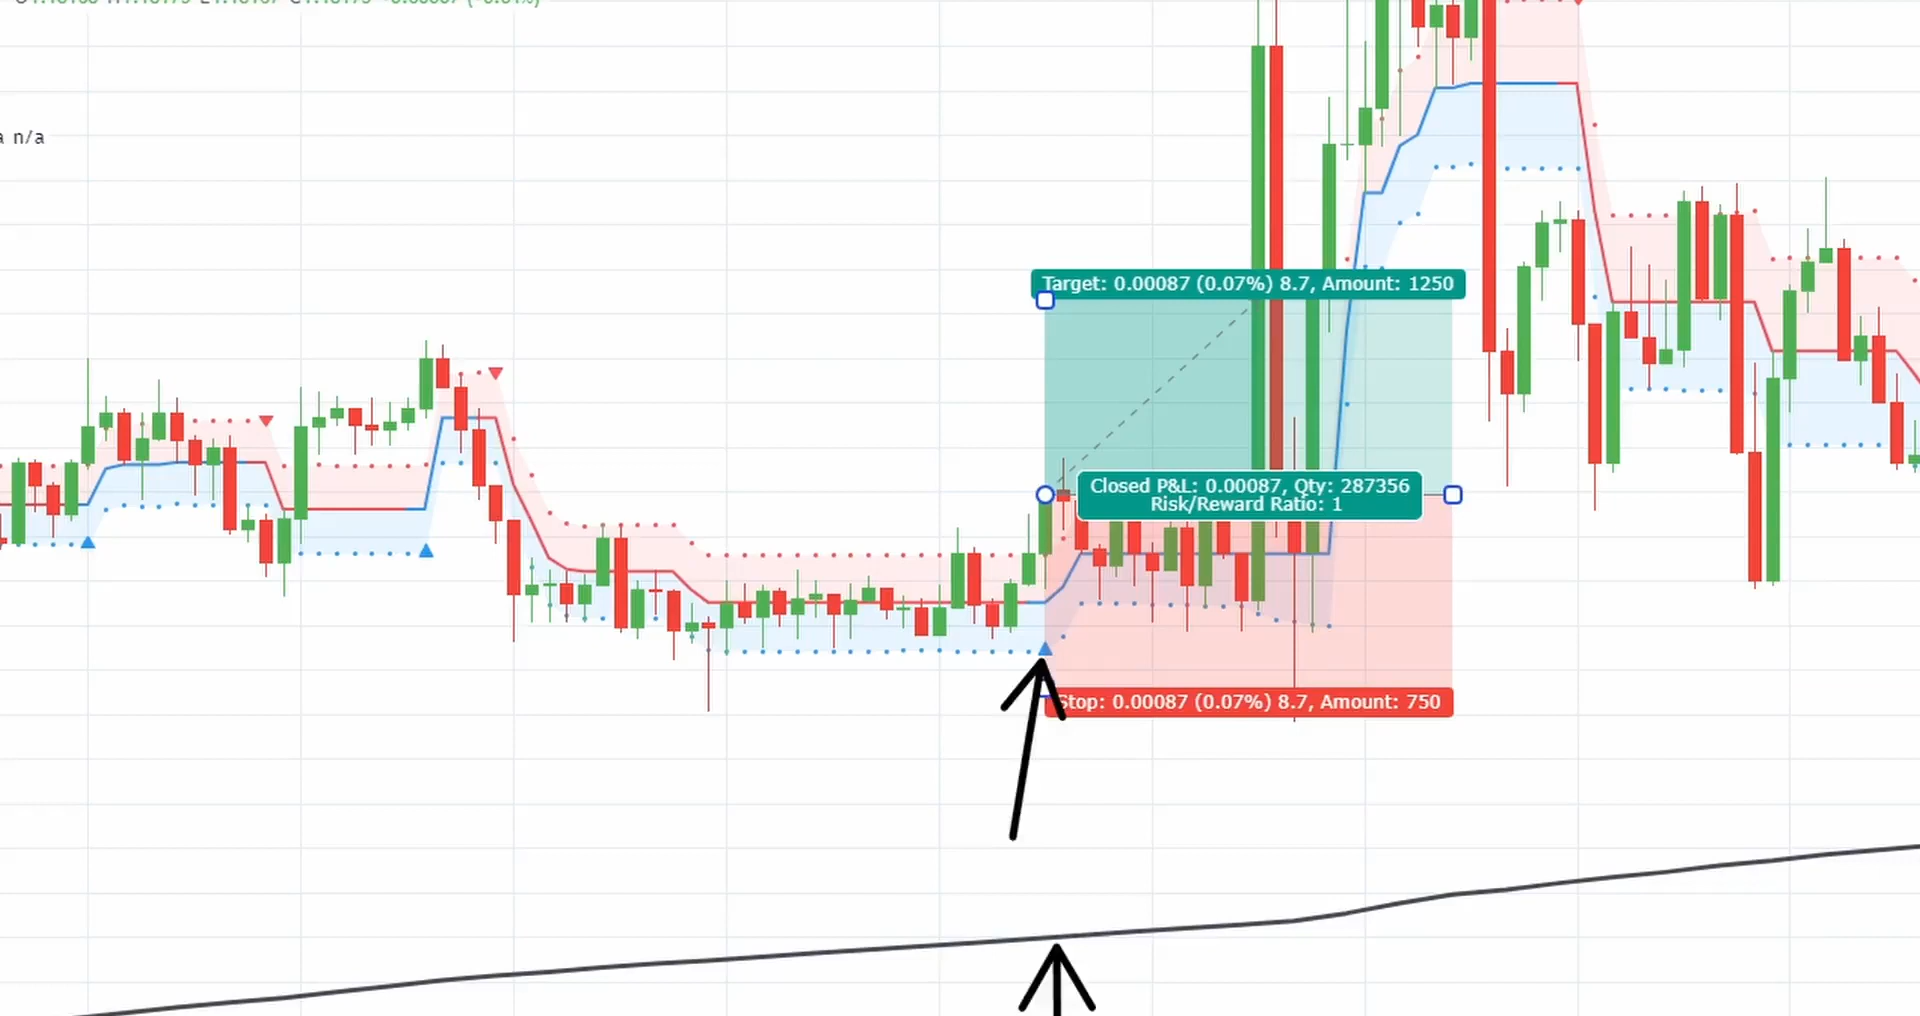 a n/a
Target: 0.00087 (0.07%) 8.7, Amount: 1250
Closed P&L: 0.00087, Qty: 287356
Risk/Reward Ratio: 1
Stop: 0.00087 (0.07%) 8.7, Amount: 750